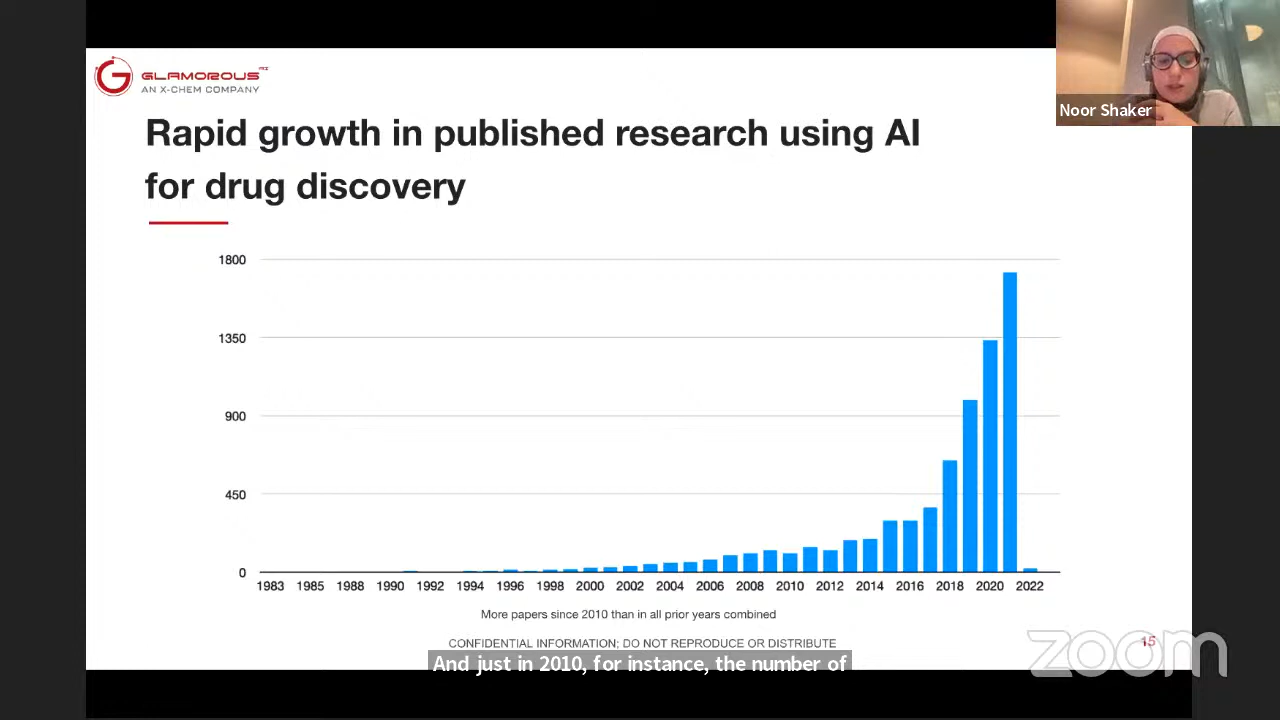 GLAMOROUS AI
AN X-CHEM COMPANY
Noor Shaker
Rapid growth in published research using AI
for drug discovery
1800
1350
900
450
0
1983 1985 1988 1990 1992 1994 1996 1998 2000 2002 2004 2006 2008 2010 2012 2014 2016 2018 2020 2022
More papers since 2010 than in all prior years combined
CONFIDENTIAL INFORMATION; DO NOT REPRODUCE OR DISTRIBUTE
15
zoom
And just in 2010, for instance, the number of